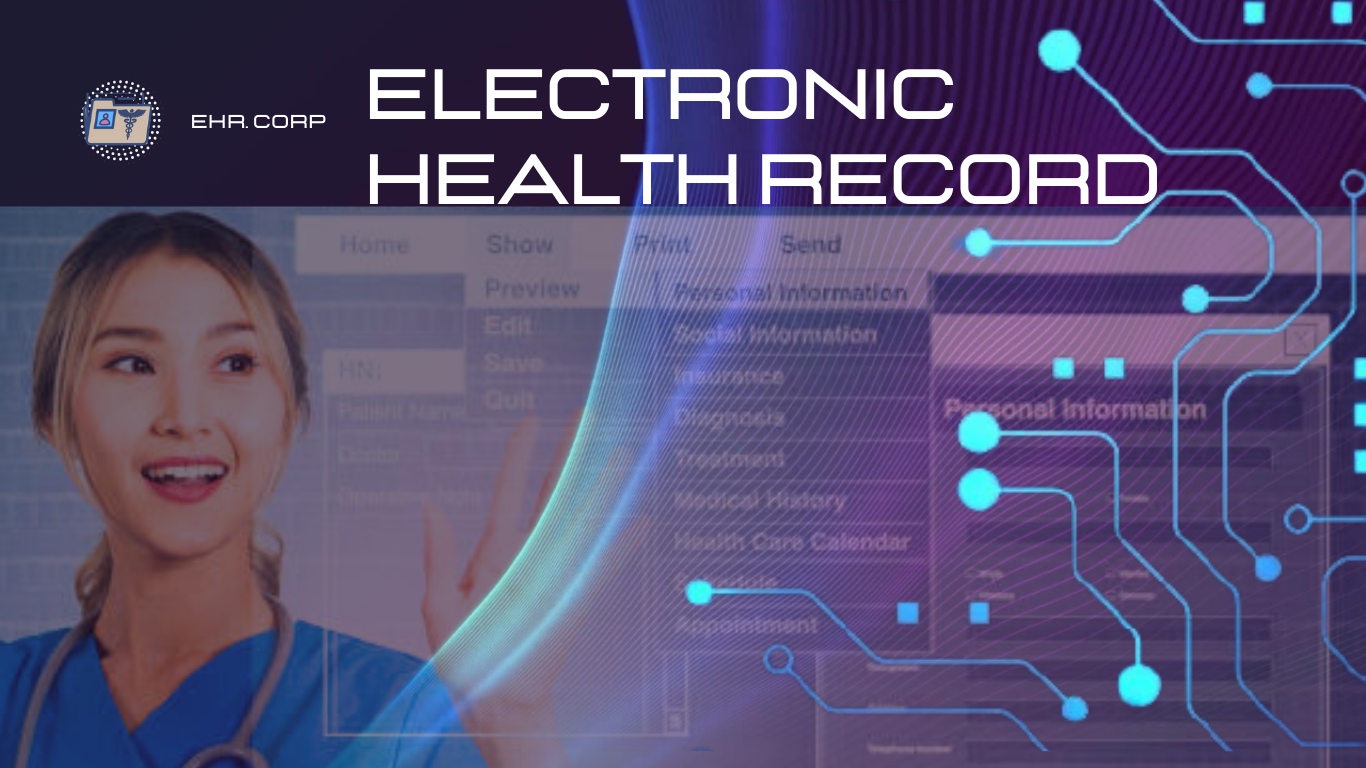 EHR. CORP
ELECTRONIC
HEALTH RECORD
Home Show Print Send
Preview
Edit
Save
Quit
Personal Information
Social Information
Insurance
Diagnosis
Treatment
Medical History
Health Care Calendar
Schedule
Appointment
HN:
Patient Name
Doctor
Personal Information